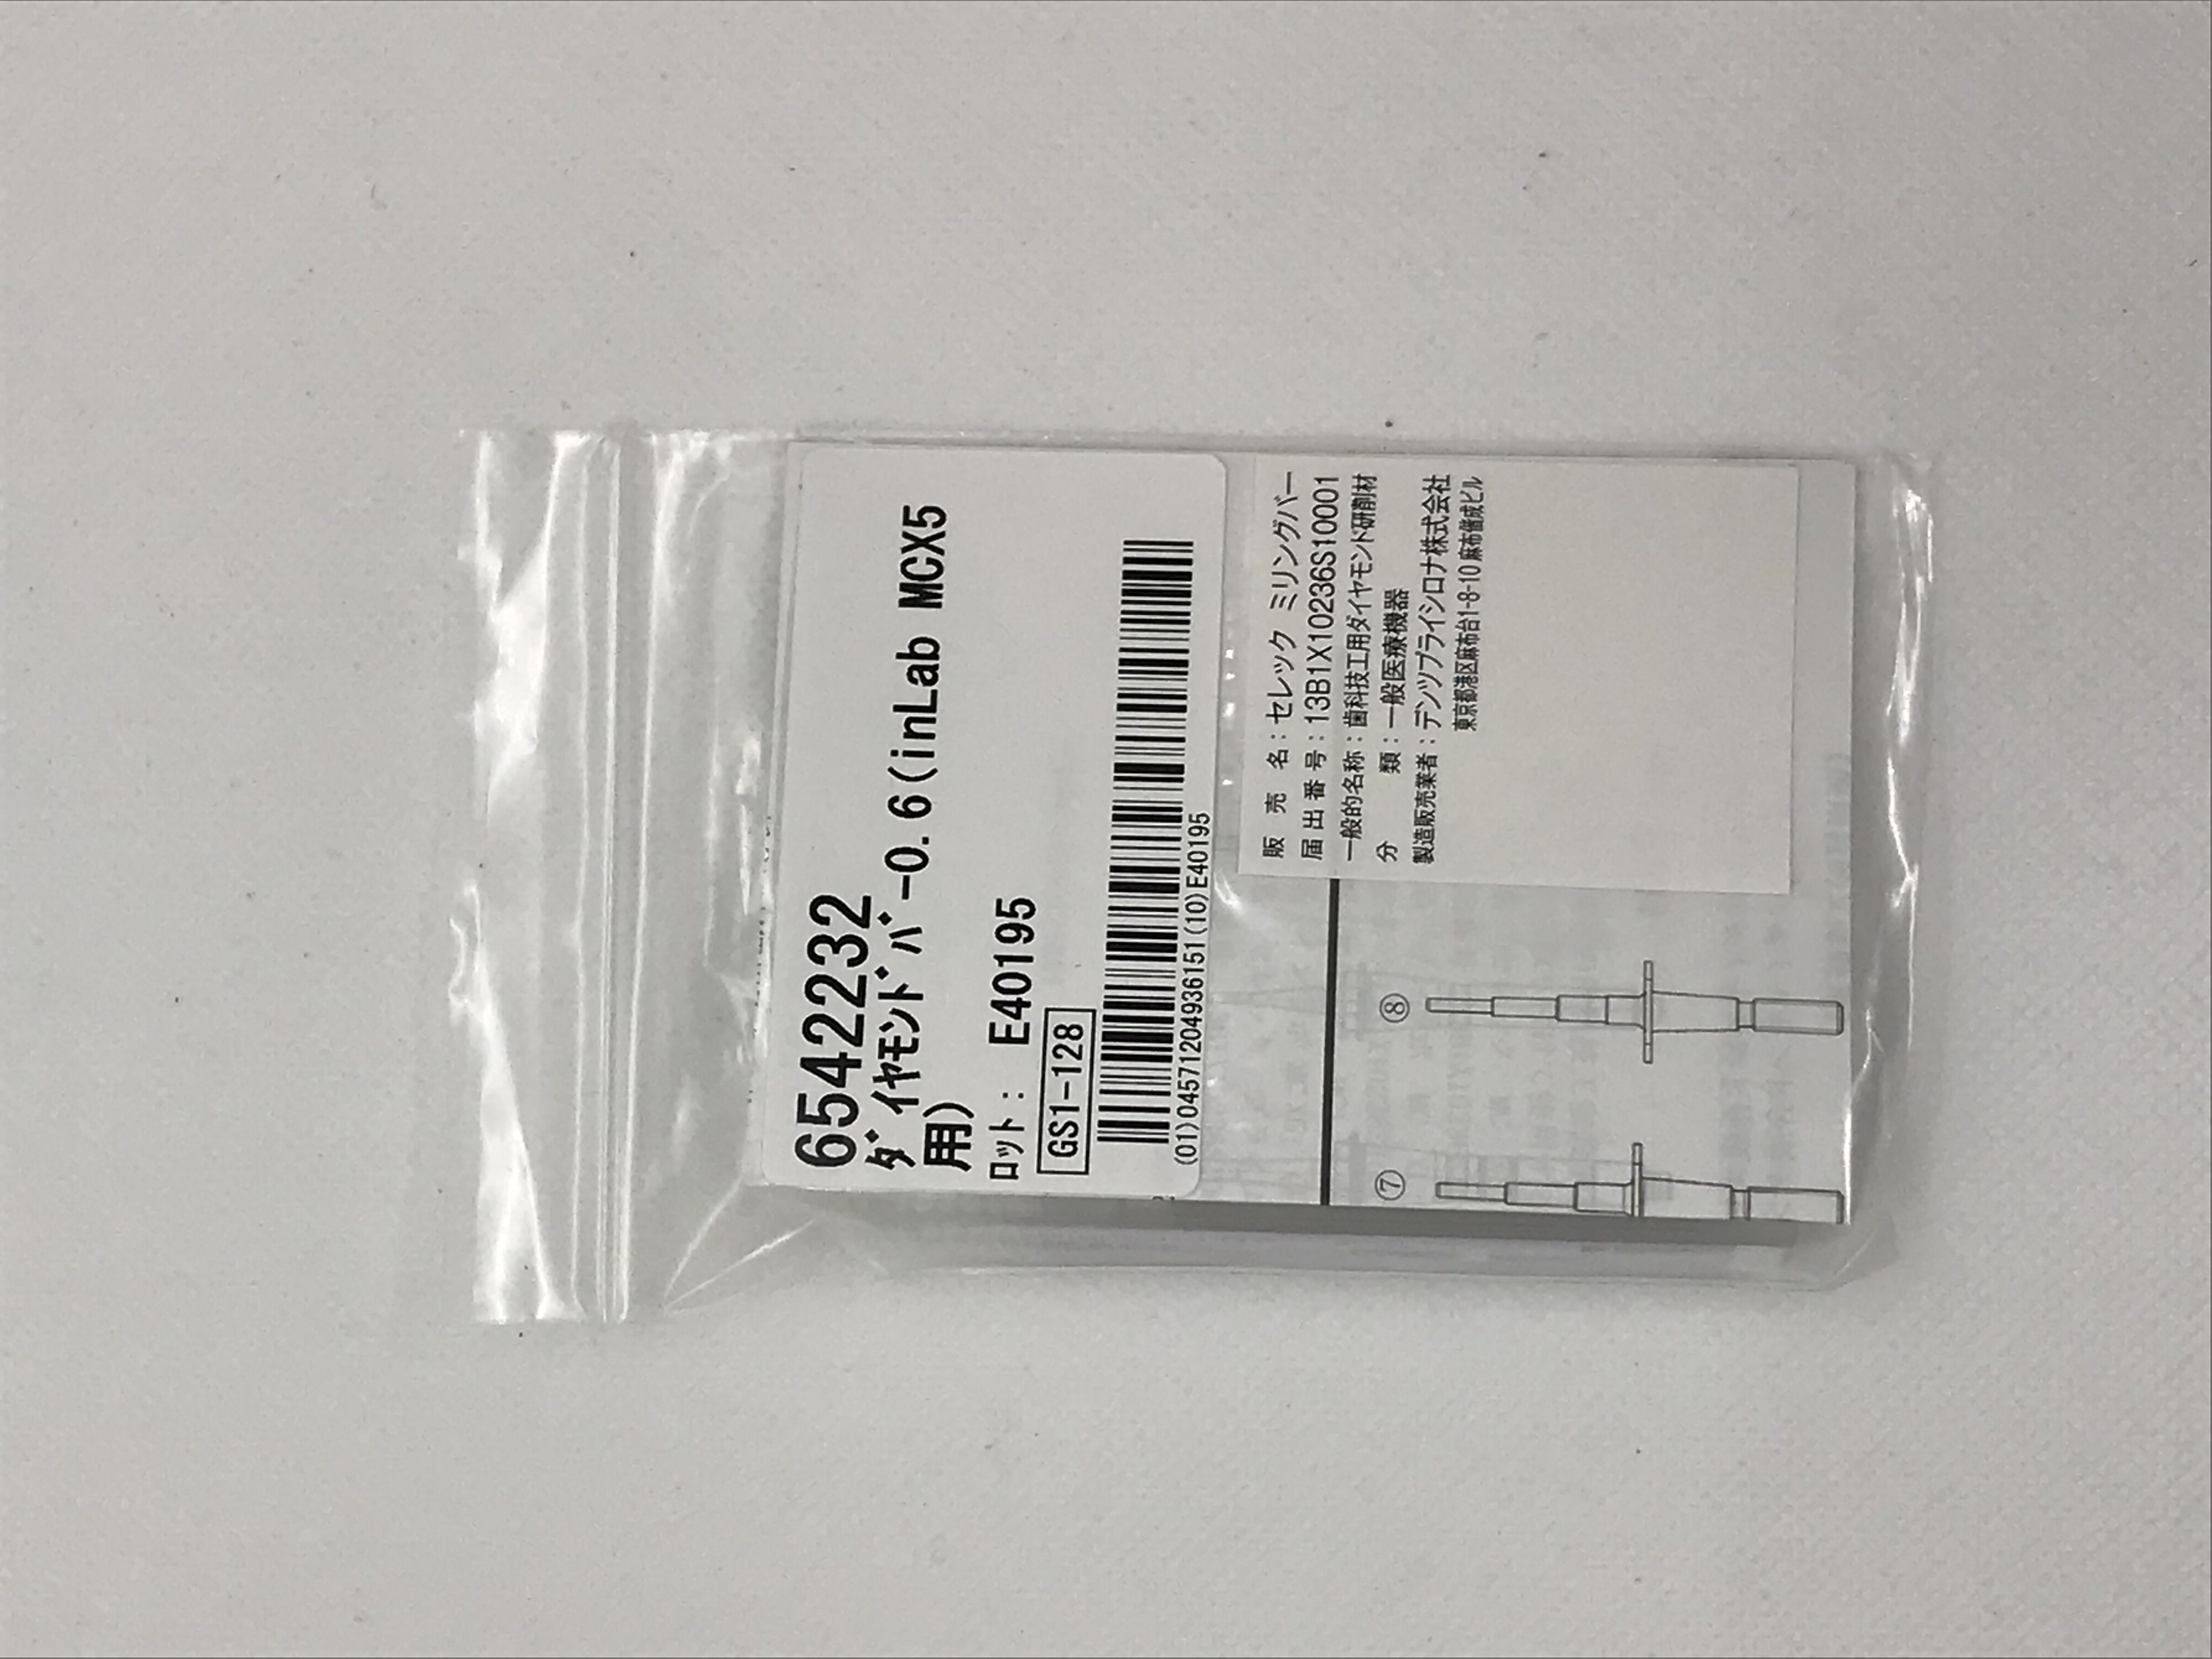 6542232
ﾀﾞｲﾔﾓﾝﾄﾞﾊﾞｰ0.6(inLab MCX5
用)
ﾛｯﾄ: E40195
GS1-128
(01)04571204936151(10)E40195
販売名:セレック ミリングバー
届出番号:13B1X10236S10001
一般的名称:歯科技工用ダイヤモンド研削材
分類:一般医療機器
製造販売業者:デンツプライシロナ株式会社
東京都港区麻布台1-8-10 麻布偕成ビル
⑦ ⑧